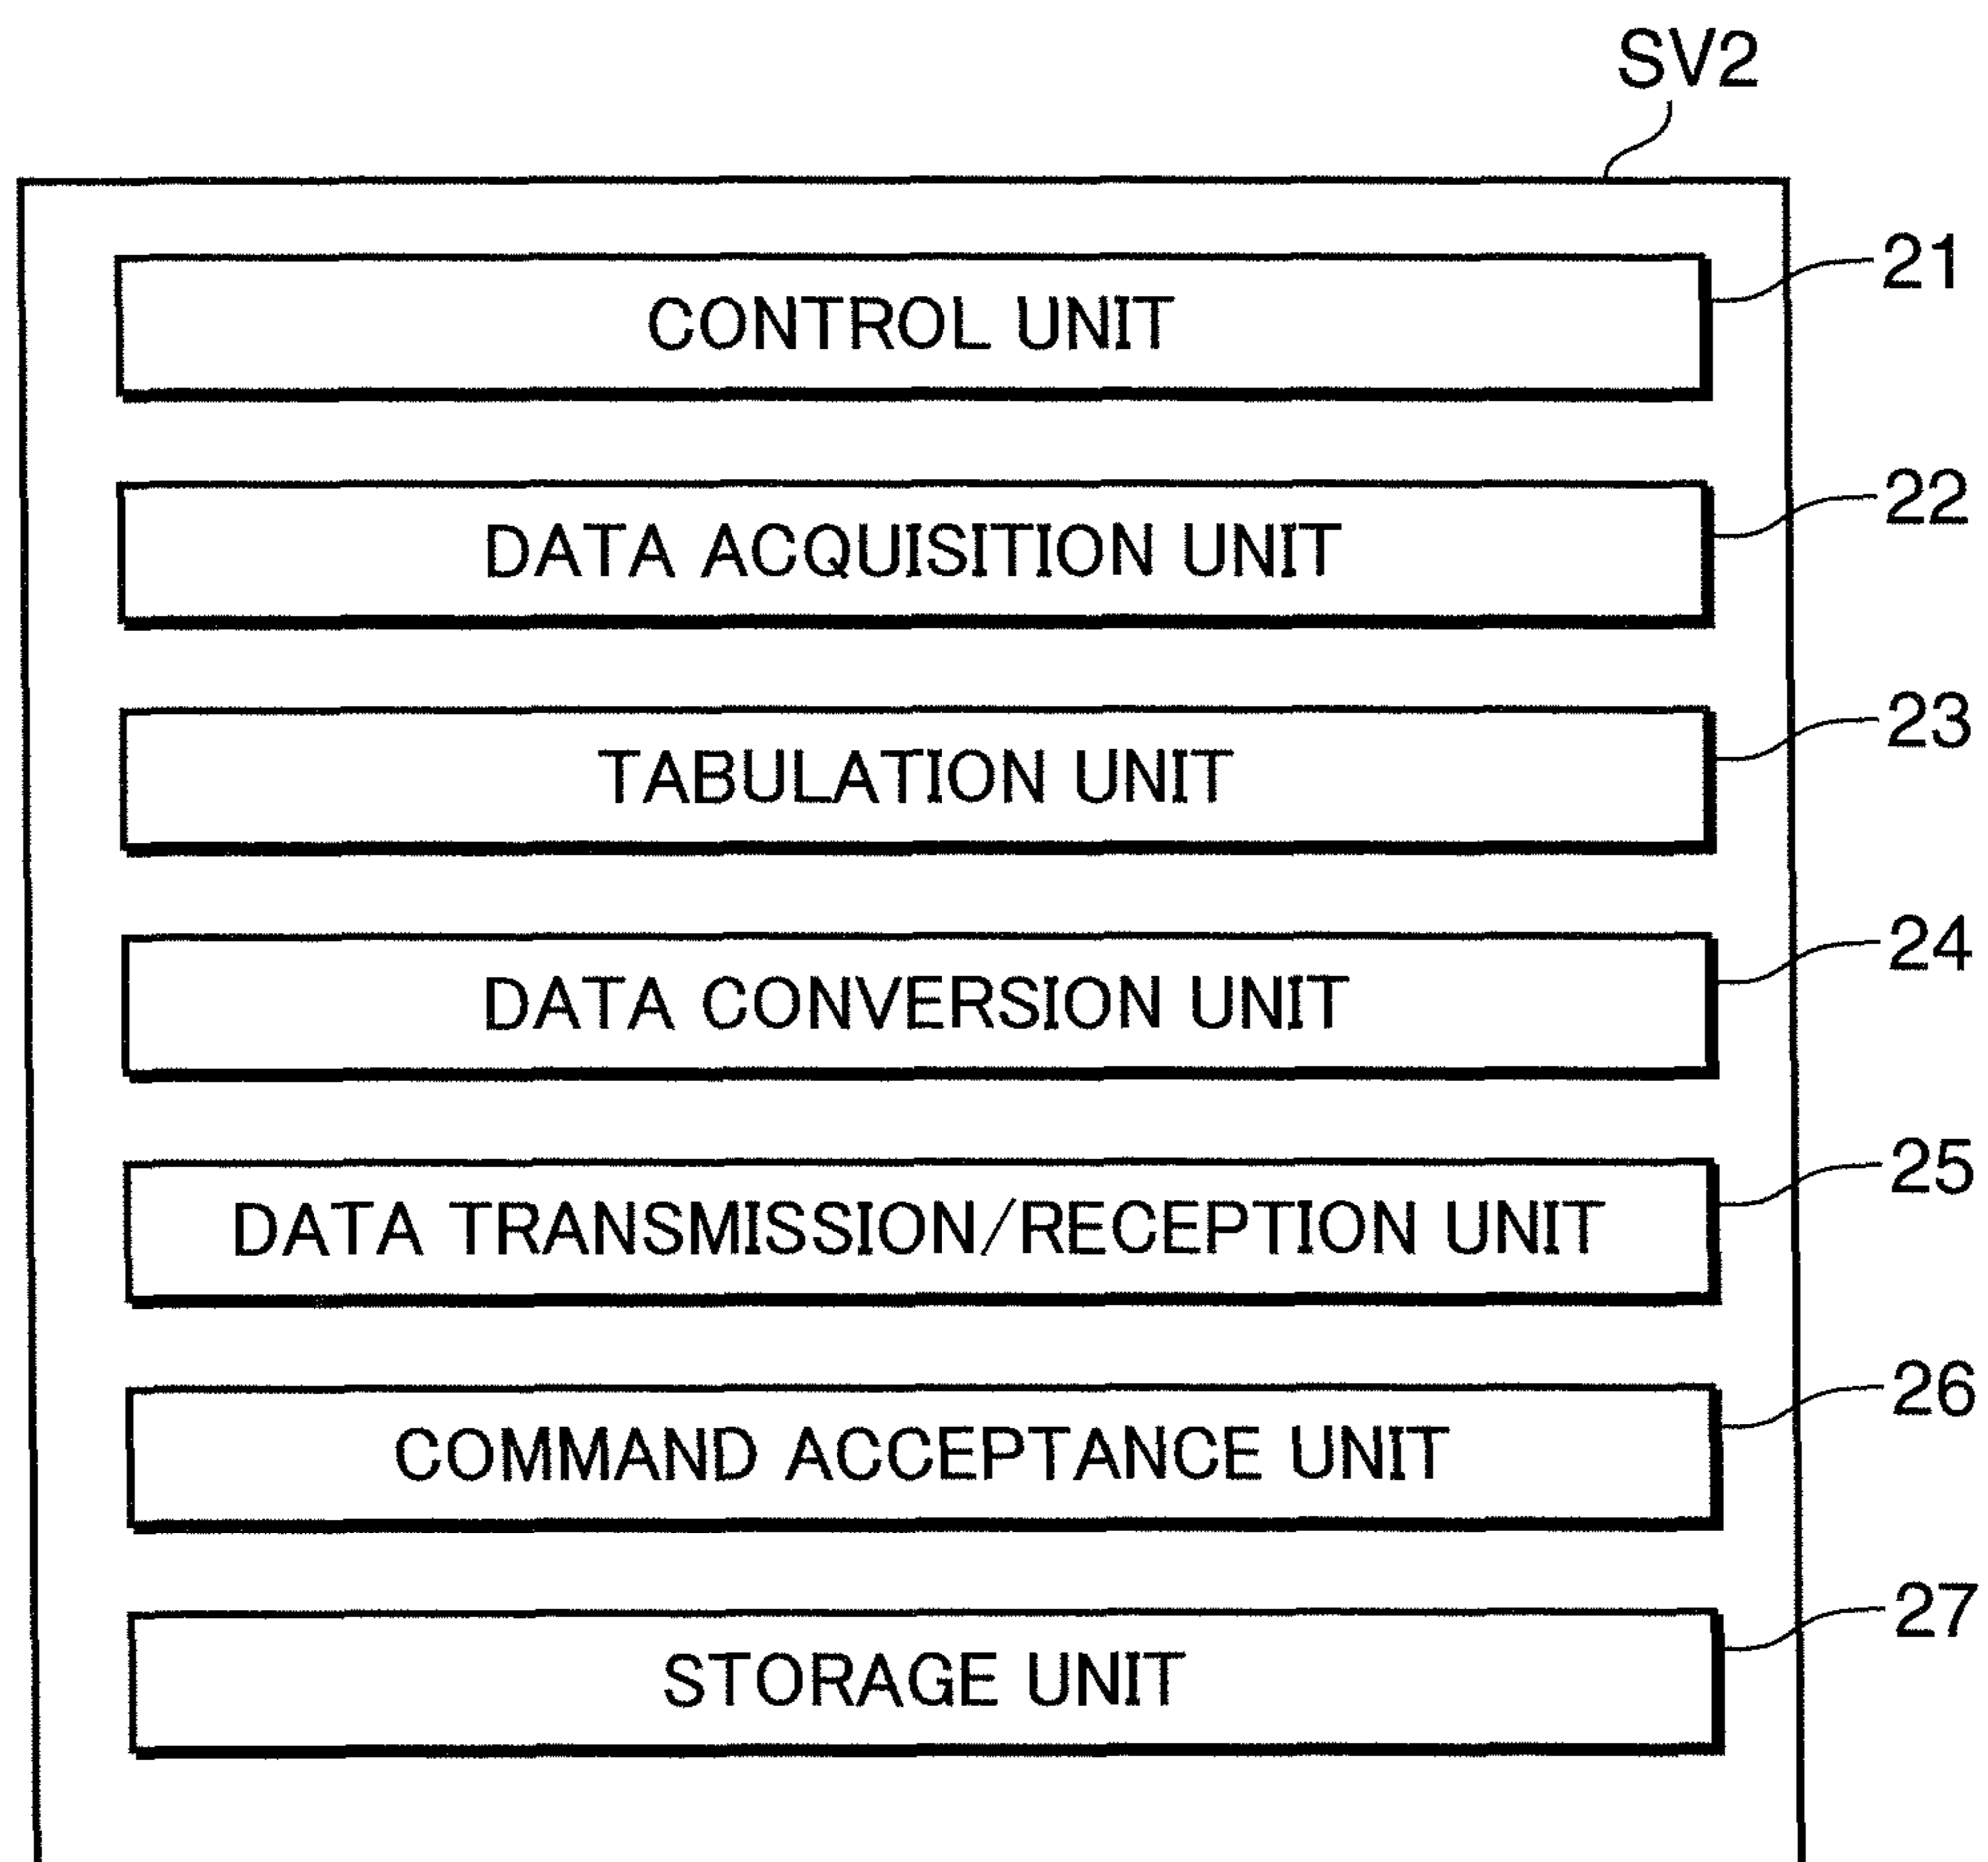 SV2
CONTROL UNIT 21
DATA ACQUISITION UNIT 22
TABULATION UNIT 23
DATA CONVERSION UNIT 24
DATA TRANSMISSION/RECEPTION UNIT 25
COMMAND ACCEPTANCE UNIT 26
STORAGE UNIT 27